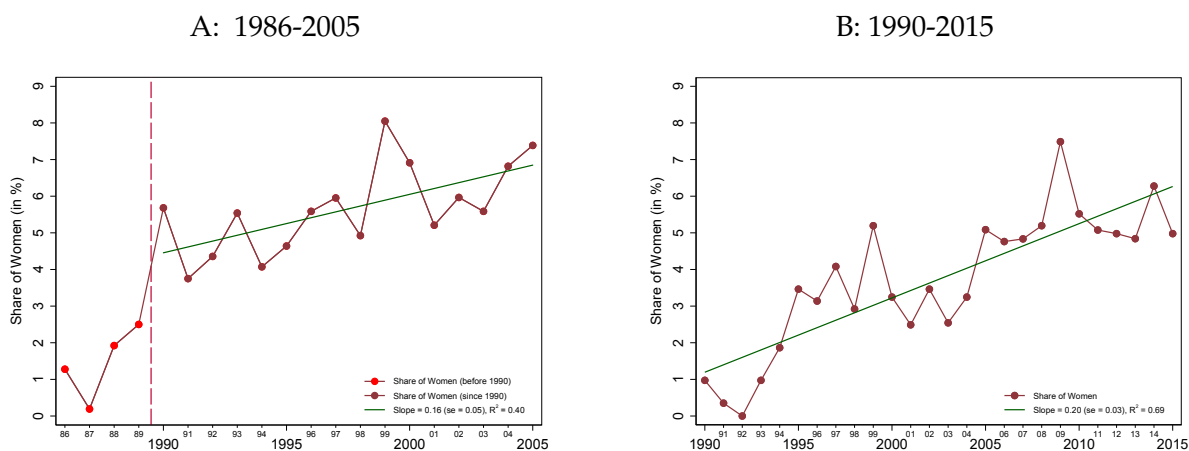 A: 1986-2005
Share of Women (in %)
9
8
7
6
5
4
3
2
1
0
Share of Women (before 1990)
Share of Women (since 1990)
Slope = 0.16 (se = 0.05), R² = 0.40
86 87 88 89 1990 91 92 93 94 1995 96 97 98 99 2000 01 02 03 04 2005
B: 1990-2015
Share of Women (in %)
9
8
7
6
5
4
3
2
1
0
Share of Women
Slope = 0.20 (se = 0.03), R² = 0.69
1990 91 92 93 94 1995 96 97 98 99 2000 01 02 03 04 2005 06 07 08 09 2010 11 12 13 14 2015